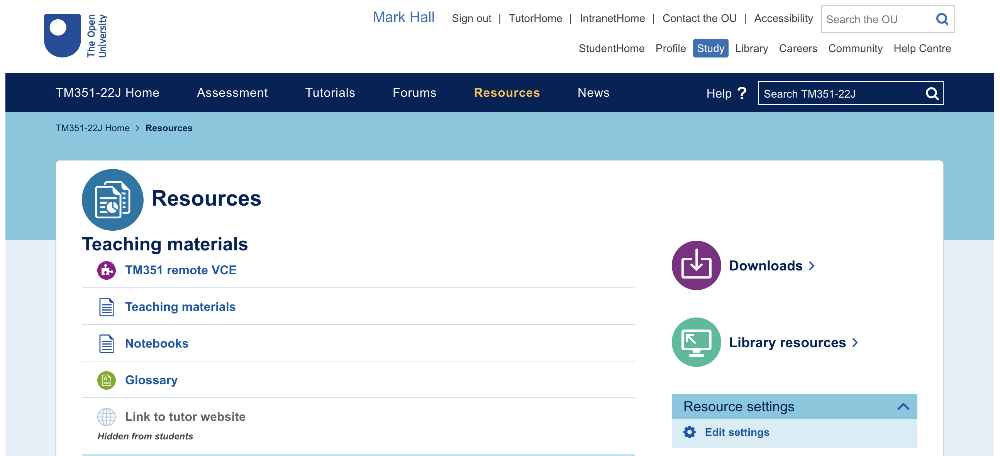 The Open
University
Mark Hall
Sign out | TutorHome | IntranetHome | Contact the OU | Accessibility
Search the OU
StudentHome Profile Study Library Careers Community Help Centre
TM351-22J Home Assessment Tutorials Forums Resources News
Help ?
Search TM351-22J
TM351-22J Home > Resources
Resources
Teaching materials
TM351 remote VCE
Teaching materials
Notebooks
A
Glossary
Link to tutor website
Hidden from students
Downloads
Library resources
Resource settings
Edit settings